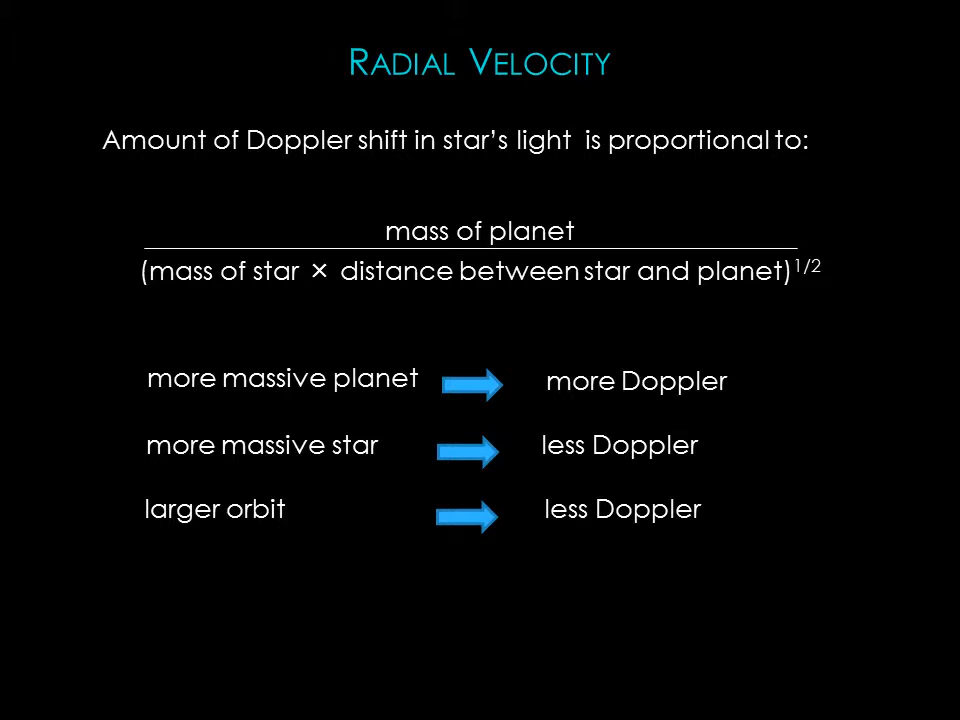 RADIAL VELOCITY
Amount of Doppler shift in star’s light is proportional to:
mass of planet
(mass of star × distance between star and planet)1/2
more massive planet more Doppler
more massive star less Doppler
larger orbit less Doppler